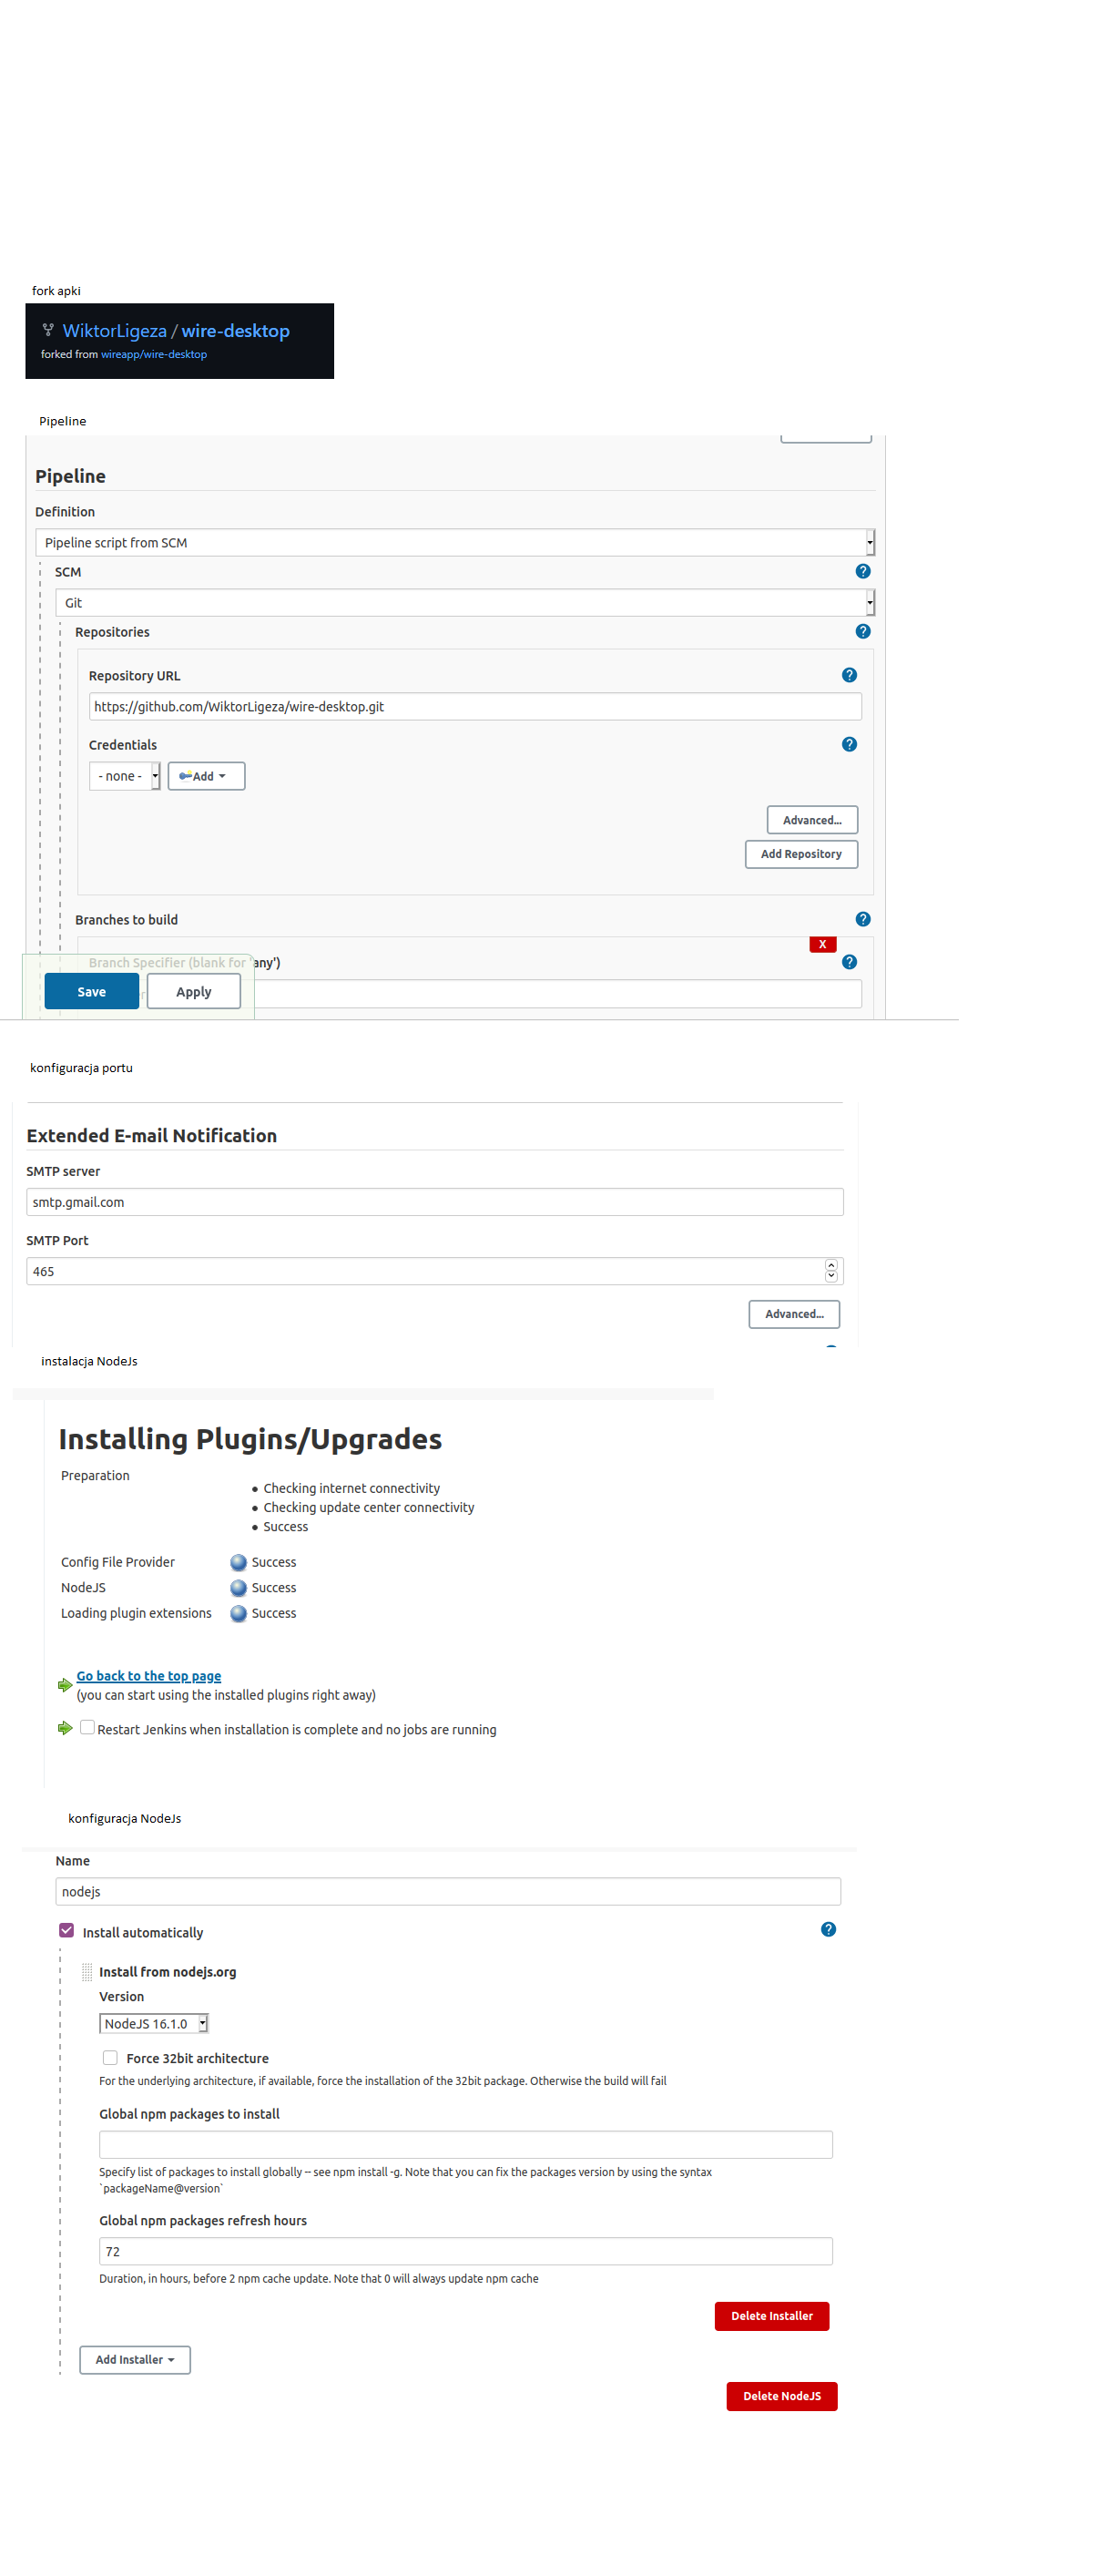 fork apki
WiktorLigeza / wire-desktop
forked from wireapp/wire-desktop
Pipeline
Pipeline
Definition
Pipeline script from SCM
SCM
Git
Repositories
Repository URL
https://github.com/WiktorLigeza/wire-desktop.git
Credentials
- none -
Add
Advanced...
Add Repository
Branches to build
X
Branch Specifier (blank for 'any')
Save
Apply
konfiguracja portu
Extended E-mail Notification
SMTP server
smtp.gmail.com
SMTP Port
465
Advanced...
instalacja NodeJs
Installing Plugins/Upgrades
Preparation
Checking internet connectivity
Checking update center connectivity
Success
Config File Provider Success
NodeJS Success
Loading plugin extensions Success
Go back to the top page
(you can start using the installed plugins right away)
Restart Jenkins when installation is complete and no jobs are running
konfiguracja NodeJs
Name
nodejs
Install automatically
Install from nodejs.org
Version
NodeJS 16.1.0
Force 32bit architecture
For the underlying architecture, if available, force the installation of the 32bit package. Otherwise the build will fail
Global npm packages to install
Specify list of packages to install globally -- see npm install -g. Note that you can fix the packages version by using the syntax
`packageName@version`
Global npm packages refresh hours
72
Duration, in hours, before 2 npm cache update. Note that 0 will always update npm cache
Delete Installer
Add Installer
Delete NodeJS